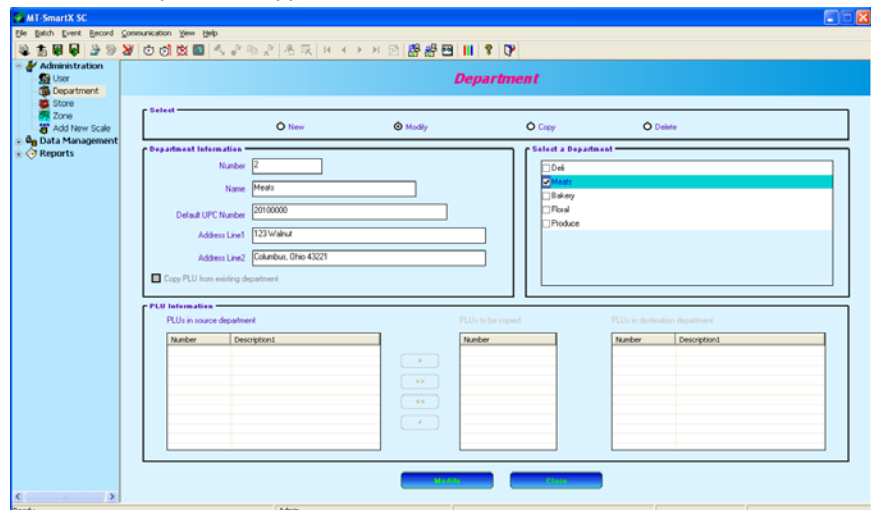 MT-SmartX SC
File Batch Event Record Communication View Help
Administration
User
Department
Store
Zone
Add New Scale
Data Management
Reports
Department
Select
New Modify Copy Delete
Department Information
Number 2
Name Meats
Default UPC Number 20100000
Address Line1 123 Walnut
Address Line2 Columbus, Ohio 43221
Copy PLU from existing department
Select a Department
Deli
Meats
Bakery
Floral
Produce
PLU Information
PLUs in source department PLUs to be copied PLUs in destination department
Number Description1 Number Number Description1
>
>>
<<
<
Modify Close
Ready Admin